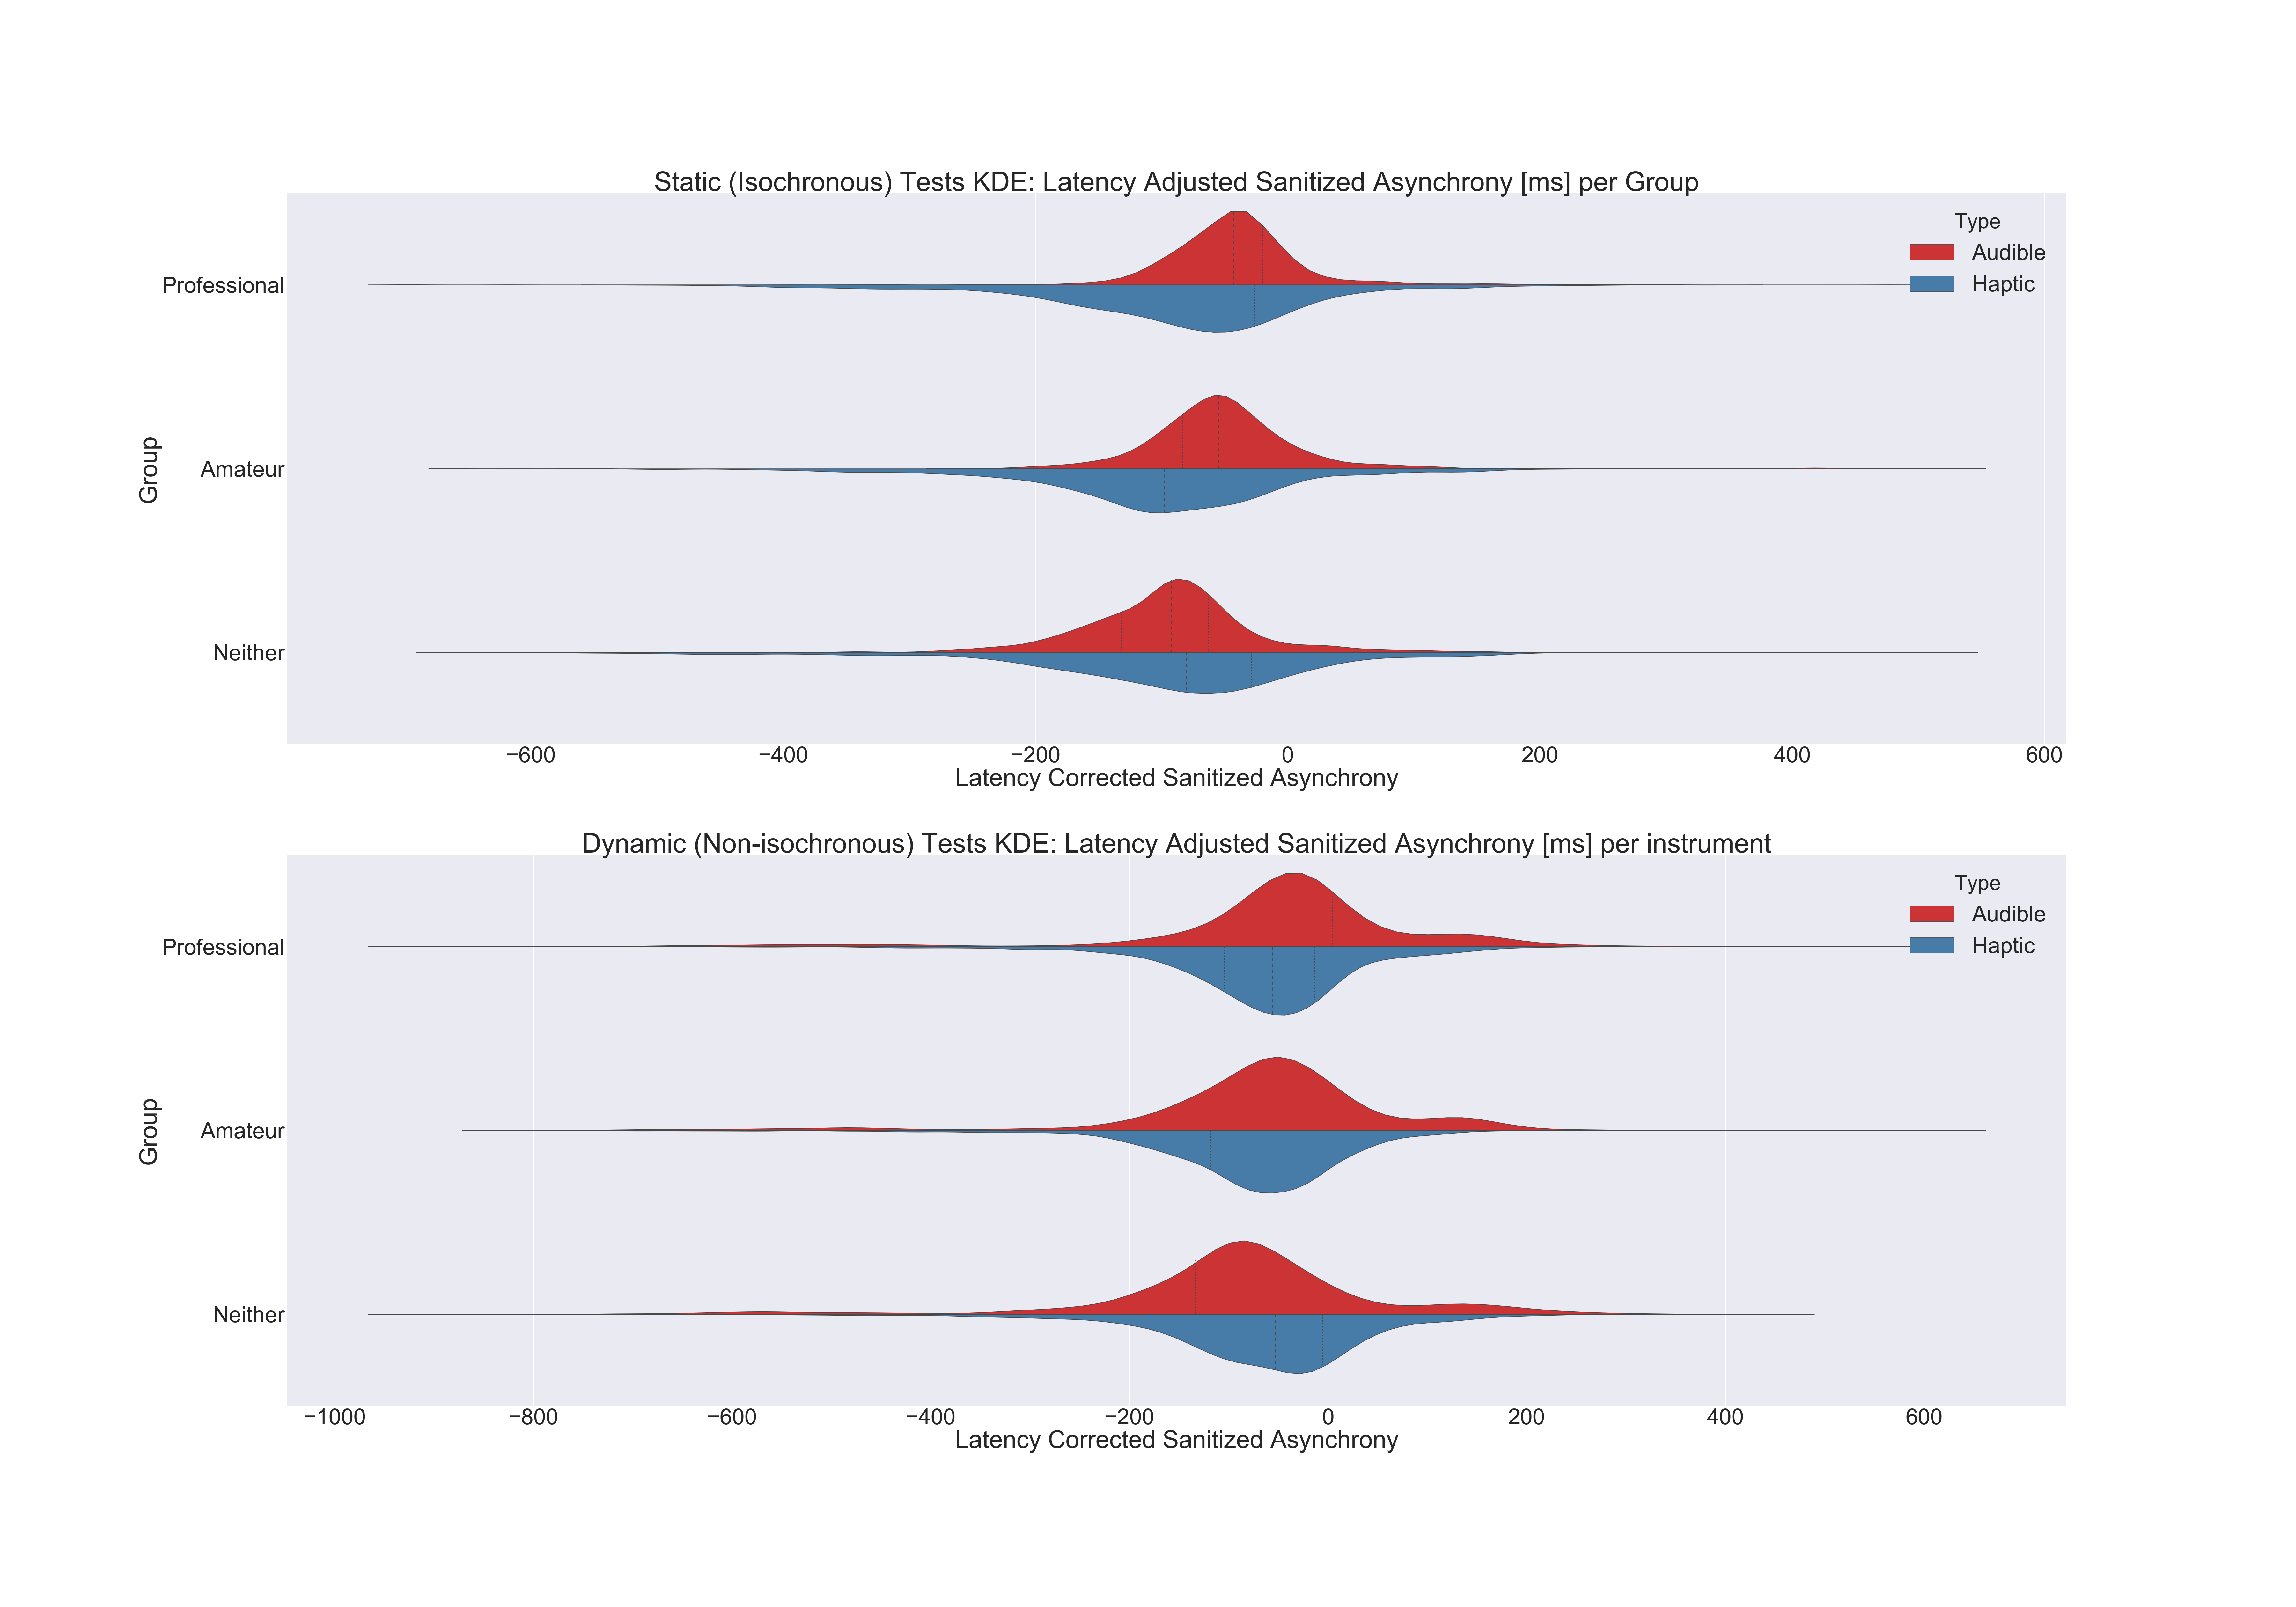 Static (Isochronous) Tests KDE: Latency Adjusted Sanitized Asynchrony [ms] per Group
Type
Audible
Haptic
Professional
Amateur
Neither
Group
−600 −400 −200 0 200 400 600
Latency Corrected Sanitized Asynchrony
Dynamic (Non-isochronous) Tests KDE: Latency Adjusted Sanitized Asynchrony [ms] per instrument
Type
Audible
Haptic
Professional
Amateur
Neither
Group
−1000 −800 −600 −400 −200 0 200 400 600
Latency Corrected Sanitized Asynchrony